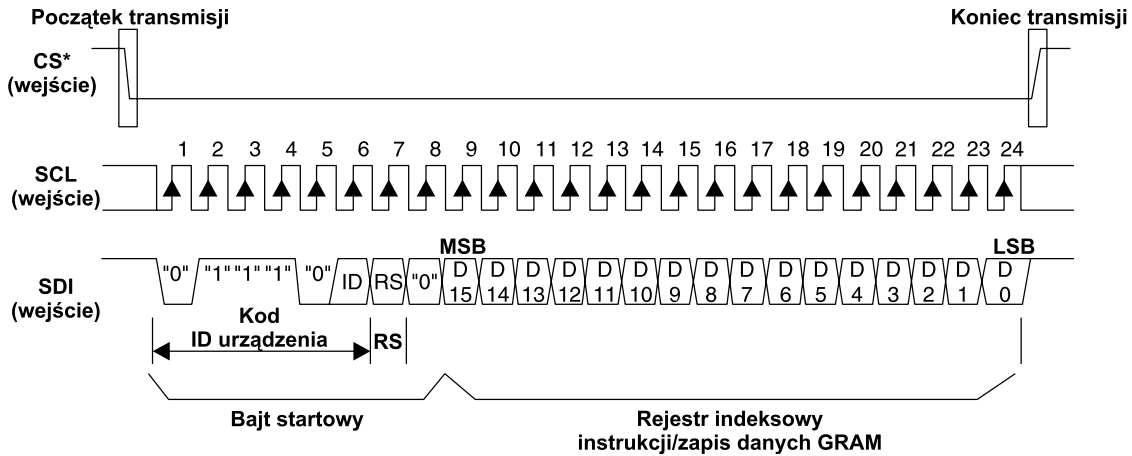 Początek transmisji
Koniec transmisji
CS*
(wejście)
1 2 3 4 5 6 7 8 9 10 11 12 13 14 15 16 17 18 19 20 21 22 23 24
SCL
(wejście)
MSB
LSB
SDI
(wejście)
"0" "1" "1" "1" "0" ID RS "0" D 15 D 14 D 13 D 12 D 11 D 10 D 9 D 8 D 7 D 6 D 5 D 4 D 3 D 2 D 1 D 0
Kod
ID urządzenia
RS
Bajt startowy
Rejestr indeksowy
instrukcji/zapis danych GRAM